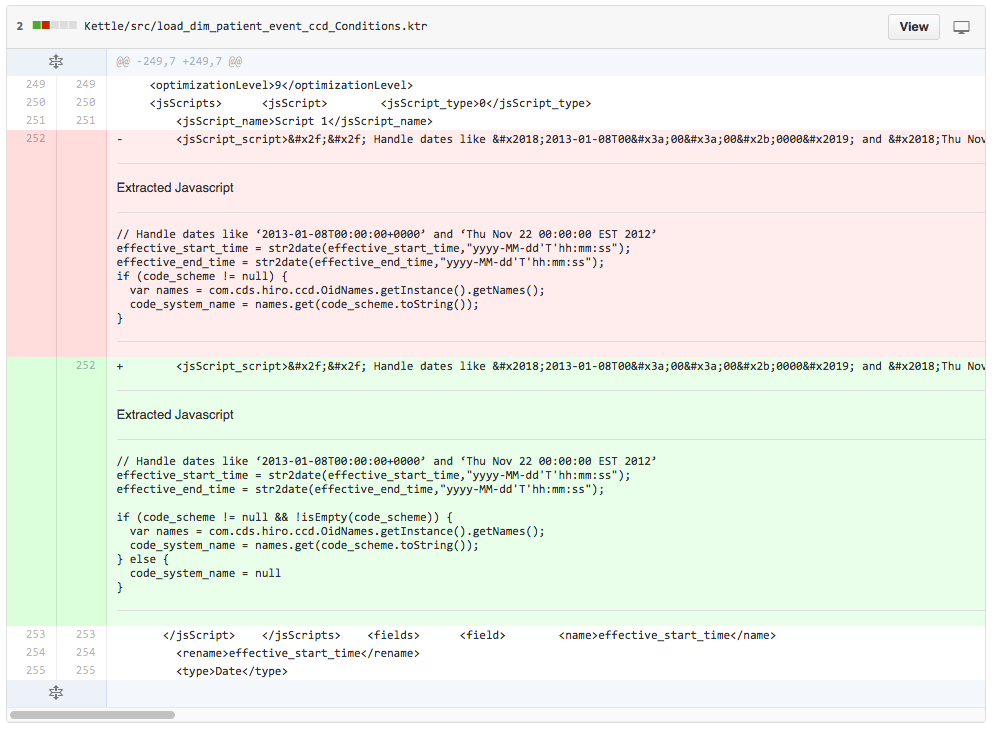 2 Kettle/src/load_dim_patient_event_ccd_Conditions.ktr View
@@ -249,7 +249,7 @@
249 249 <optimizationLevel>9</optimizationLevel>
250 250 <jsScripts> <jsScript> <jsScript_type>0</jsScript_type>
251 251 <jsScript_name>Script 1</jsScript_name>
252 - <jsScript_script>&#x2f;&#x2f; Handle dates like &#x2018;2013-01-08T00&#x3a;00&#x3a;00&#x2b;0000&#x2019; and &#x2018;Thu Nov
Extracted Javascript
// Handle dates like ‘2013-01-08T00:00:00+0000’ and ‘Thu Nov 22 00:00:00 EST 2012’
effective_start_time = str2date(effective_start_time,"yyyy-MM-dd'T'hh:mm:ss");
effective_end_time = str2date(effective_end_time,"yyyy-MM-dd'T'hh:mm:ss");
if (code_scheme != null) {
  var names = com.cds.hiro.ccd.OidNames.getInstance().getNames();
  code_system_name = names.get(code_scheme.toString());
}
252 + <jsScript_script>&#x2f;&#x2f; Handle dates like &#x2018;2013-01-08T00&#x3a;00&#x3a;00&#x2b;0000&#x2019; and &#x2018;Thu Nov
Extracted Javascript
// Handle dates like ‘2013-01-08T00:00:00+0000’ and ‘Thu Nov 22 00:00:00 EST 2012’
effective_start_time = str2date(effective_start_time,"yyyy-MM-dd'T'hh:mm:ss");
effective_end_time = str2date(effective_end_time,"yyyy-MM-dd'T'hh:mm:ss");
if (code_scheme != null && !isEmpty(code_scheme)) {
  var names = com.cds.hiro.ccd.OidNames.getInstance().getNames();
  code_system_name = names.get(code_scheme.toString());
} else {
  code_system_name = null
}
253 253 </jsScript> </jsScripts> <fields> <field> <name>effective_start_time</name>
254 254 <rename>effective_start_time</rename>
255 255 <type>Date</type>